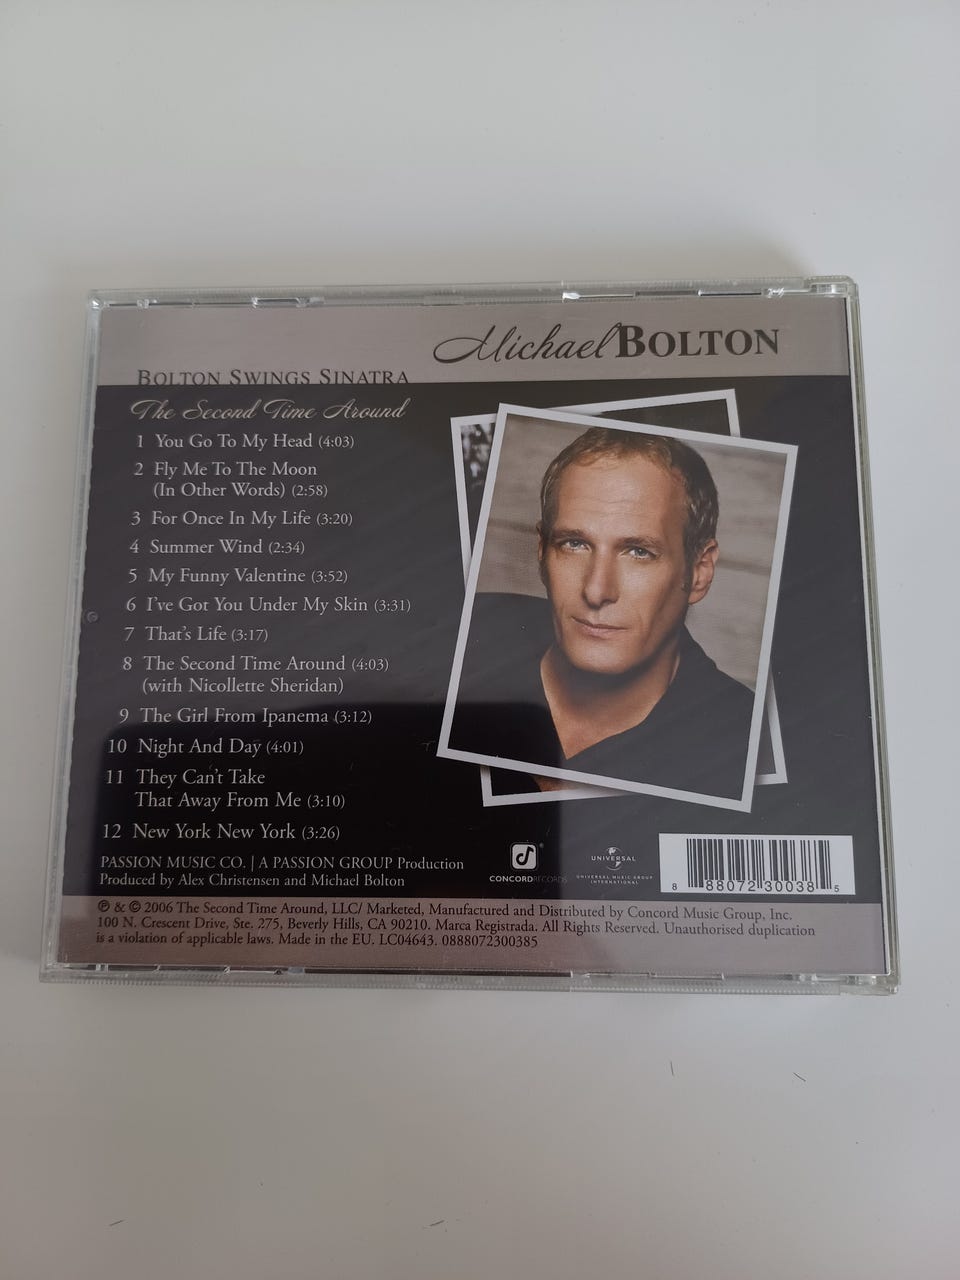 Michael BOLTON
BOLTON SWINGS SINATRA
The Second Time Around
1 You Go To My Head (4:03)
2 Fly Me To The Moon
(In Other Words) (2:58)
3 For Once In My Life (3:20)
4 Summer Wind (2:34)
5 My Funny Valentine (3:52)
6 I've Got You Under My Skin (3:31)
7 That's Life (3:17)
8 The Second Time Around (4:03)
(with Nicollette Sheridan)
9 The Girl From Ipanema (3:12)
10 Night And Day (4:01)
11 They Can't Take
That Away From Me (3:10)
12 New York New York (3:26)
PASSION MUSIC CO. | A PASSION GROUP Production
Produced by Alex Christensen and Michael Bolton
CONCORDRECORDS
UNIVERSAL
UNIVERSAL MUSIC GROUP
INTERNATIONAL
8 88072 30038 5
℗ & © 2006 The Second Time Around, LLC/ Marketed, Manufactured and Distributed by Concord Music Group, Inc.
100 N. Crescent Drive, Ste. 275, Beverly Hills, CA 90210. Marca Registrada. All Rights Reserved. Unauthorised duplication
is a violation of applicable laws. Made in the EU. LC04643. 0888072300385